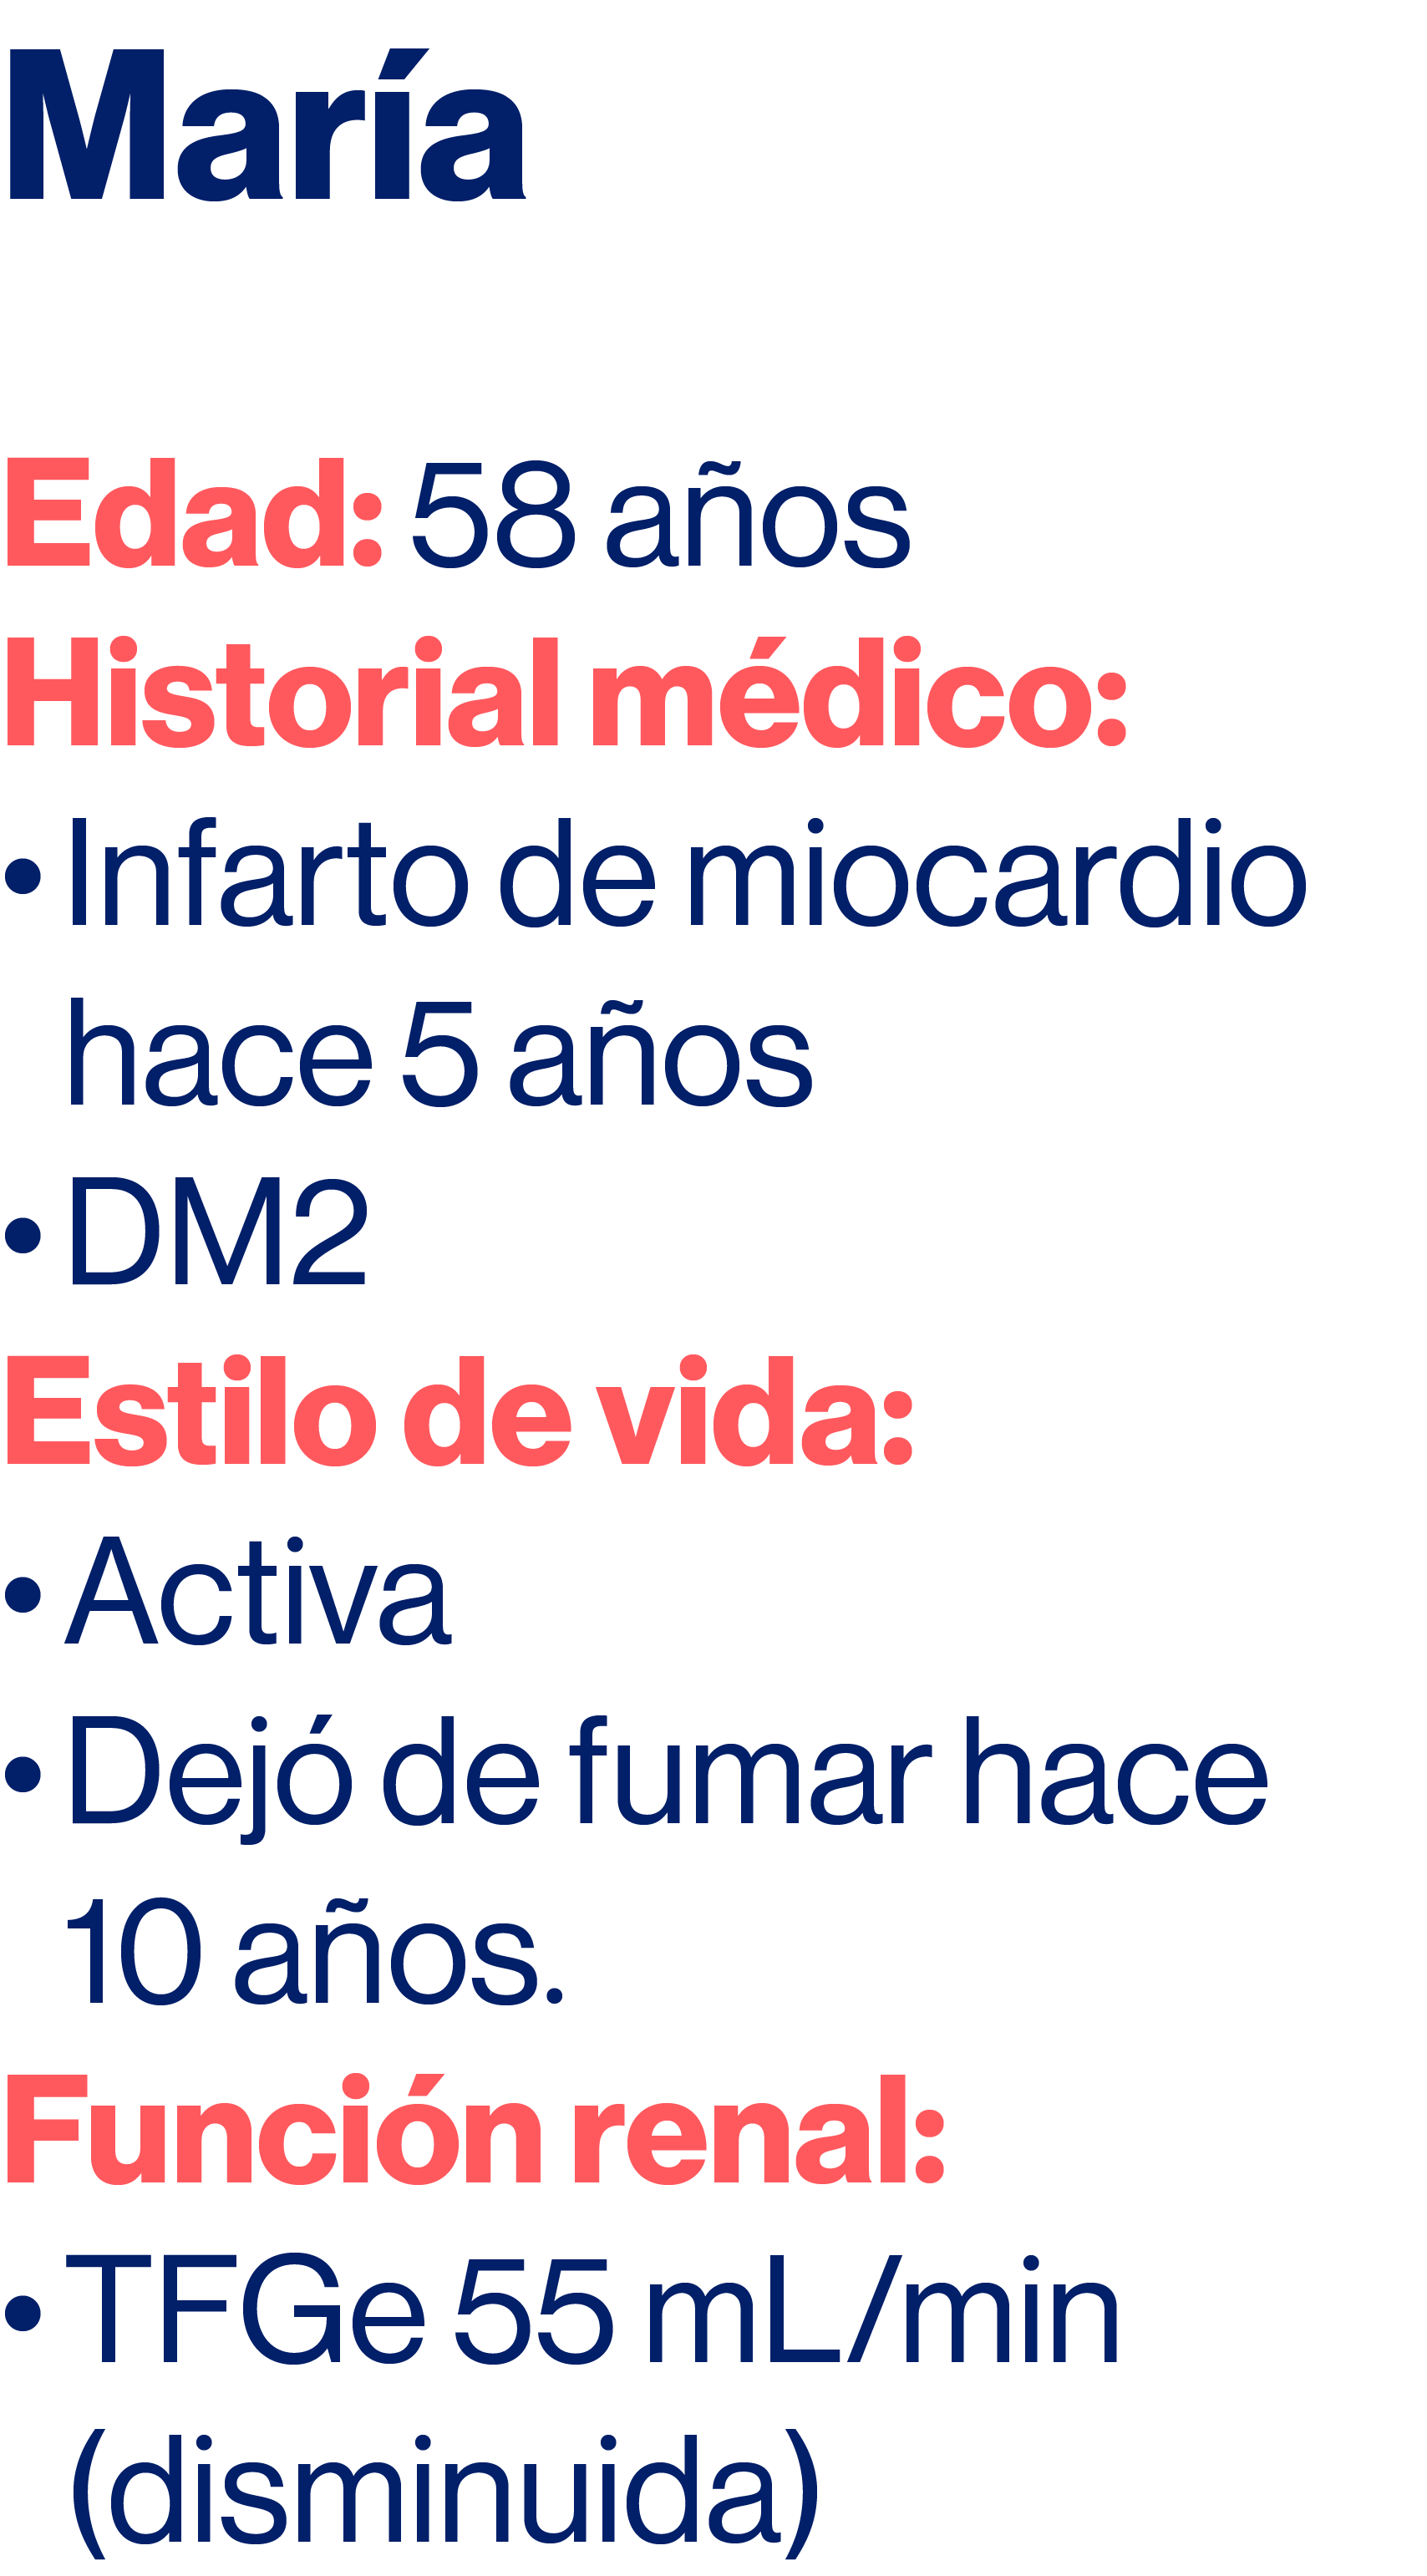 María
Edad: 58 años
Historial médico:
• Infarto de miocardio
hace 5 años
• DM2
Estilo de vida:
• Activa
• Dejó de fumar hace
10 años.
Función renal:
• TFGe 55 mL/min
(disminuida)